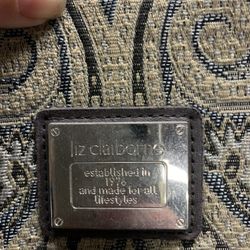 liz claiborne
established in
1976
and made for all
lifestyles